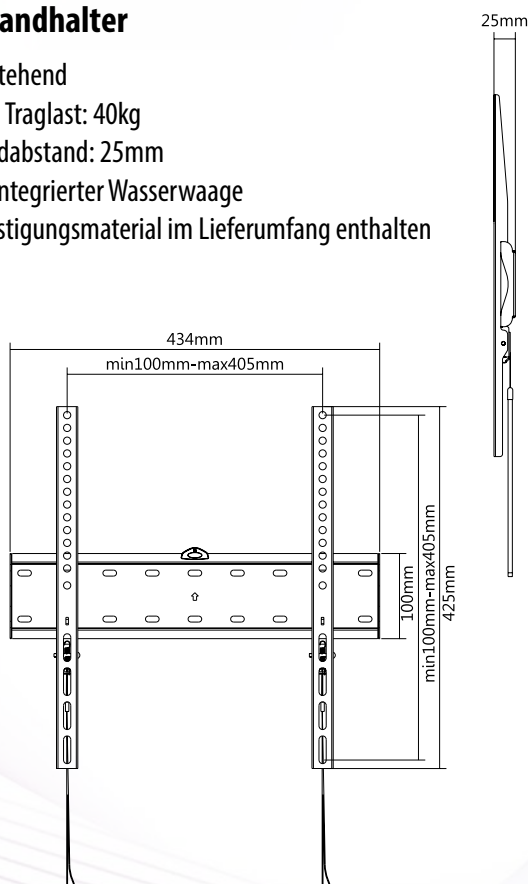 andhalter
tehend
Traglast: 40kg
dabstand: 25mm
ntegrierter Wasserwaage
stigungsmaterial im Lieferumfang enthalten
25mm
434mm
min100mm-max405mm
100mm
min100mm-max405mm
425mm